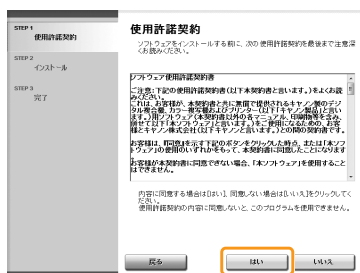 STEP 1
使用許諾契約
STEP 2
インストール
STEP 3
完了
使用許諾契約
ソフトウェアをインストールする前に、次の使用許諾契約を最後まで注意深
くお読みください。
ソフトウェア使用許諾契約書
ご注意:下記の使用許諾契約書(以下本契約書と言います。)をよくお読
みください。
これは、お客様が、本契約書と共に無償で提供されるキヤノン製のデジ
タル複合機、カラー複写機およびプリンター(以下「キヤノン製品」と言い
ます。)用ソフトウェア(本契約書以外の各マニュアル、印刷物等を含み、
併せて以下「本ソフトウェア」と言います。)をご使用になるための、お客
様とキヤノン株式会社(以下キヤノンと言います。)との間の契約書です。
お客様は、「同意」を示す下記のボタンをクリックした時点、または「本ソフ
トウェア」の使用のいずれかをもって、本契約書に同意したことになります
お客様が本契約書に同意できない場合、「本ソフトウェア」を使用すること
はできません。
内容に同意する場合は[はい]、同意しない場合は[いいえ]をクリックしてく
ださい。
使用許諾契約の内容に同意しないと、このプログラムを使用できません。
戻る
はい
いいえ